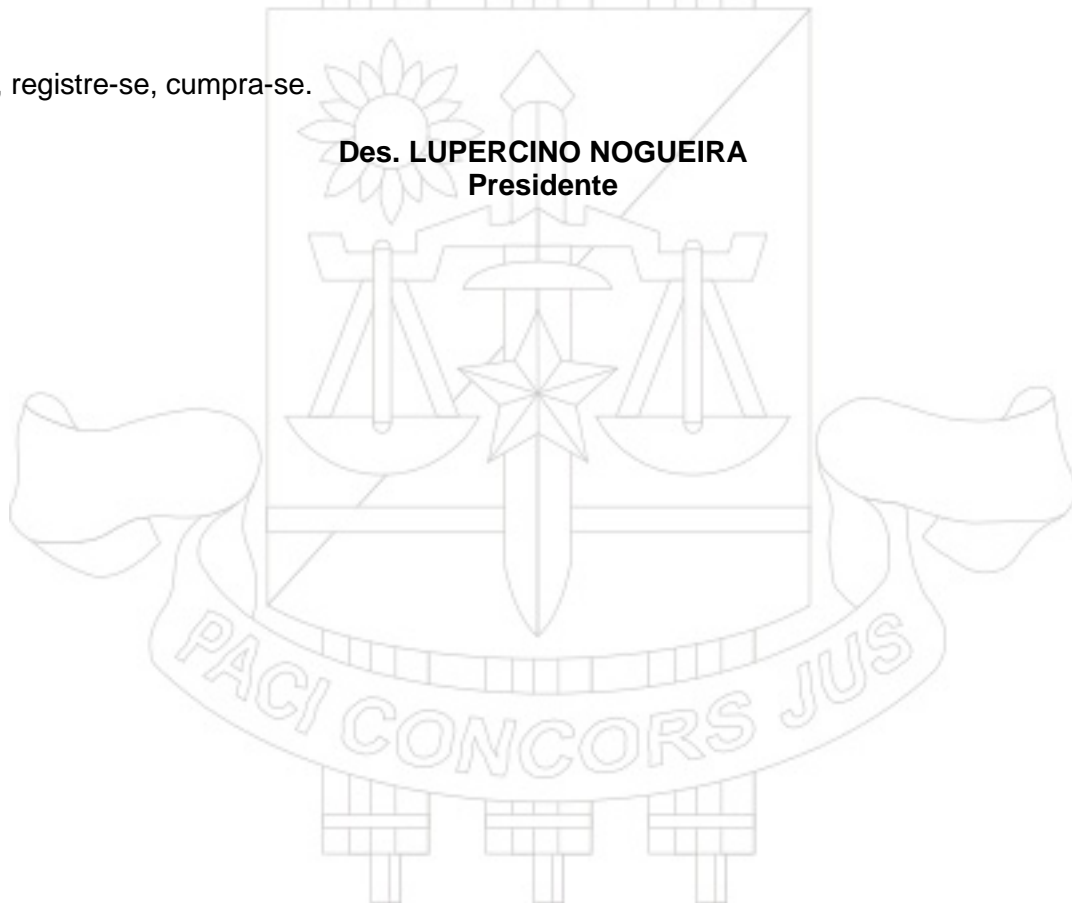 , registre-se, cumpra-se.
Des. LUPERCINO NOGUEIRA
Presidente
PACI CONCORS JUS